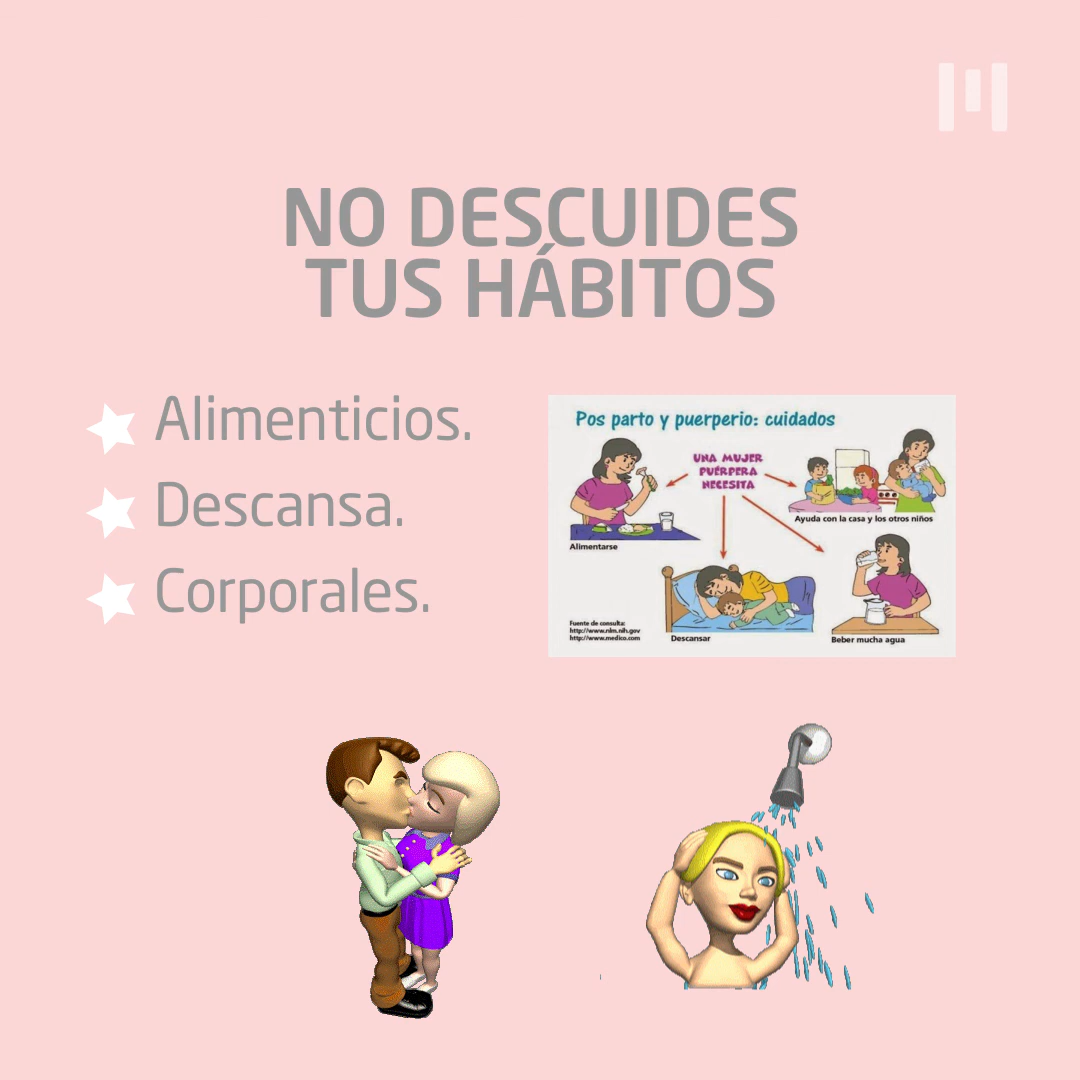 NO DESCUIDES
TUS HÁBITOS
Alimenticios.
Descansa.
Corporales.
Pos parto y puerperio: cuidados
UNA MUJER
PUÉRPERA
NECESITA
Alimentarse
Ayuda con la casa y los otros niños
Descansar
Beber mucha agua
Fuente de consulta:
http://www.nlm.nih.gov
http://www.medico.com